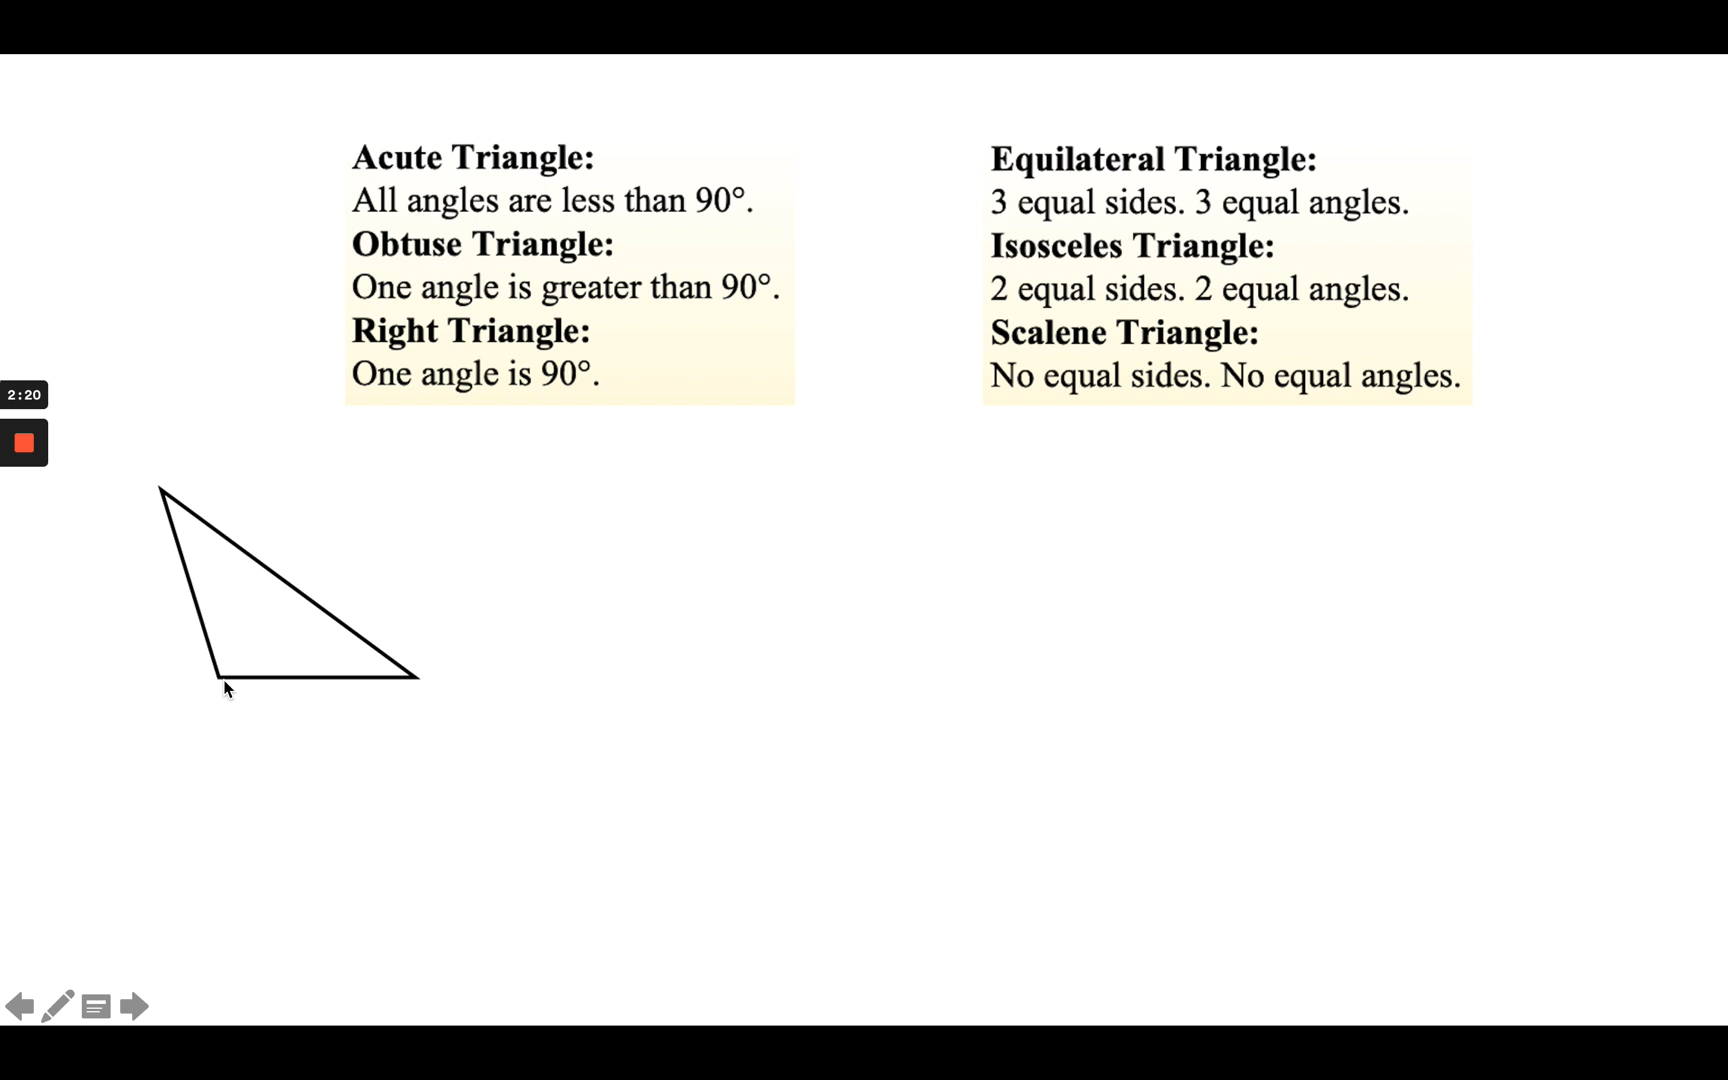 Acute Triangle:
All angles are less than 90°.
Obtuse Triangle:
One angle is greater than 90°.
Right Triangle:
One angle is 90°.
Equilateral Triangle:
3 equal sides. 3 equal angles.
Isosceles Triangle:
2 equal sides. 2 equal angles.
Scalene Triangle:
No equal sides. No equal angles.
2:20